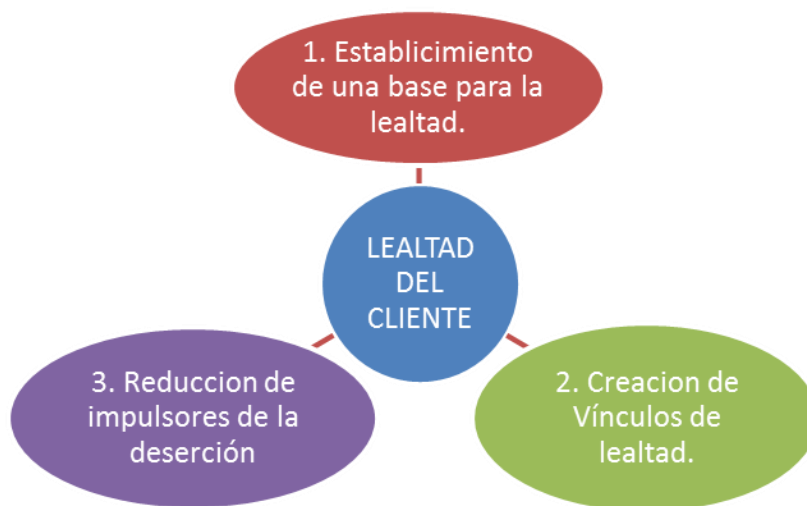 1. Establicimiento
de una base para la
lealtad.
LEALTAD
DEL
CLIENTE
3. Reduccion de
impulsores de la
deserción
2. Creacion de
Vínculos de
lealtad.